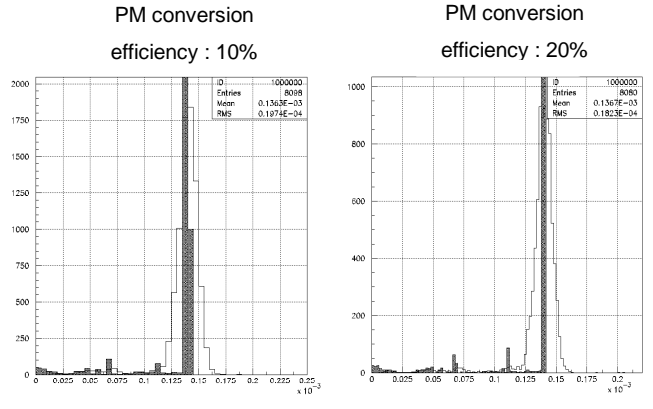 PM conversion
efficiency : 10%
ID 1000000
Entries 8098
Mean 0.1363E-03
RMS 0.1974E-04
2000
1750
1500
1250
1000
750
500
250
0
0 0.025 0.05 0.075 0.1 0.125 0.15 0.175 0.2 0.225 0.25
x 10-3
PM conversion
efficiency : 20%
ID 1000000
Entries 8080
Mean 0.1367E-03
RMS 0.1823E-04
1000
800
600
400
200
0
0 0.025 0.05 0.075 0.1 0.125 0.15 0.175 0.2
x 10-3